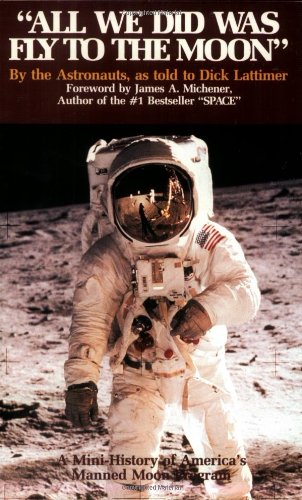 "ALL WE DID WAS
FLY TO THE MOON"
By the Astronauts, as told to Dick Lattimer
Foreword by James A. Michener,
Author of the #1 Bestseller "SPACE"
A Mini-History of America's
Manned Moon Program